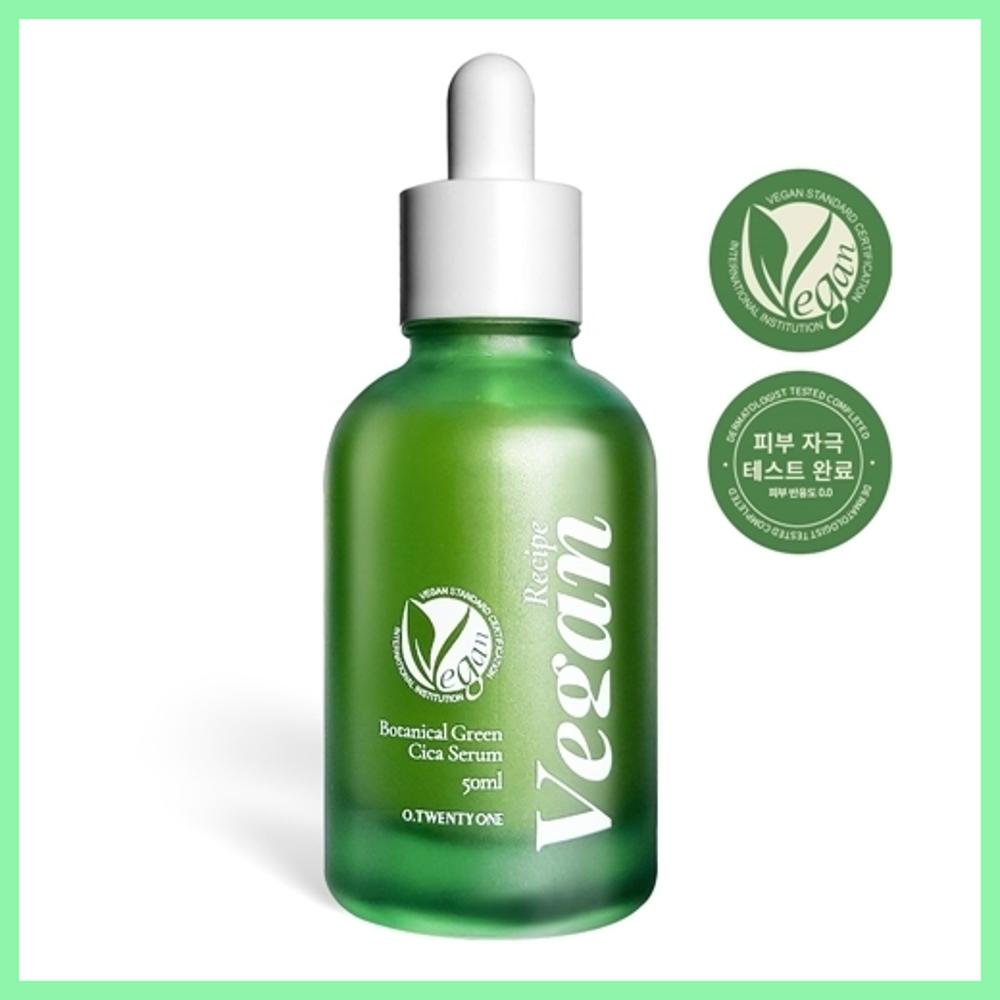 VEGAN STANDARD CERTIFICATION
INTERNATIONAL INSTITUTION
Vegan
DERMATOLOGIST TESTED COMPLETED
피부 자극
테스트 완료
피부 반응도 0.0
DERMATOLOGIST TESTED COMPLETED
Recipe
Vegan
VEGAN STANDARD CERTIFICATION
INTERNATIONAL INSTITUTION
Vegan
Botanical Green
Cica Serum
50ml
O.TWENTYONE